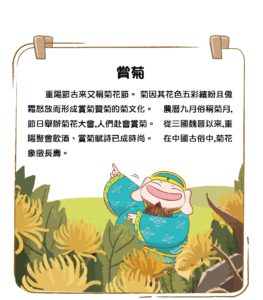 賞菊
重陽節古來又稱菊花節。 菊因其花色五彩繽紛且傲
霜怒放而形成賞菊贊菊的菊文化。 農曆九月俗稱菊月,
節日舉辦菊花大會,人們赴會賞菊。 從三國魏晉以來,重
陽聚會飲酒、賞菊賦詩已成時尚。 在中國古俗中,菊花
象徵長壽。